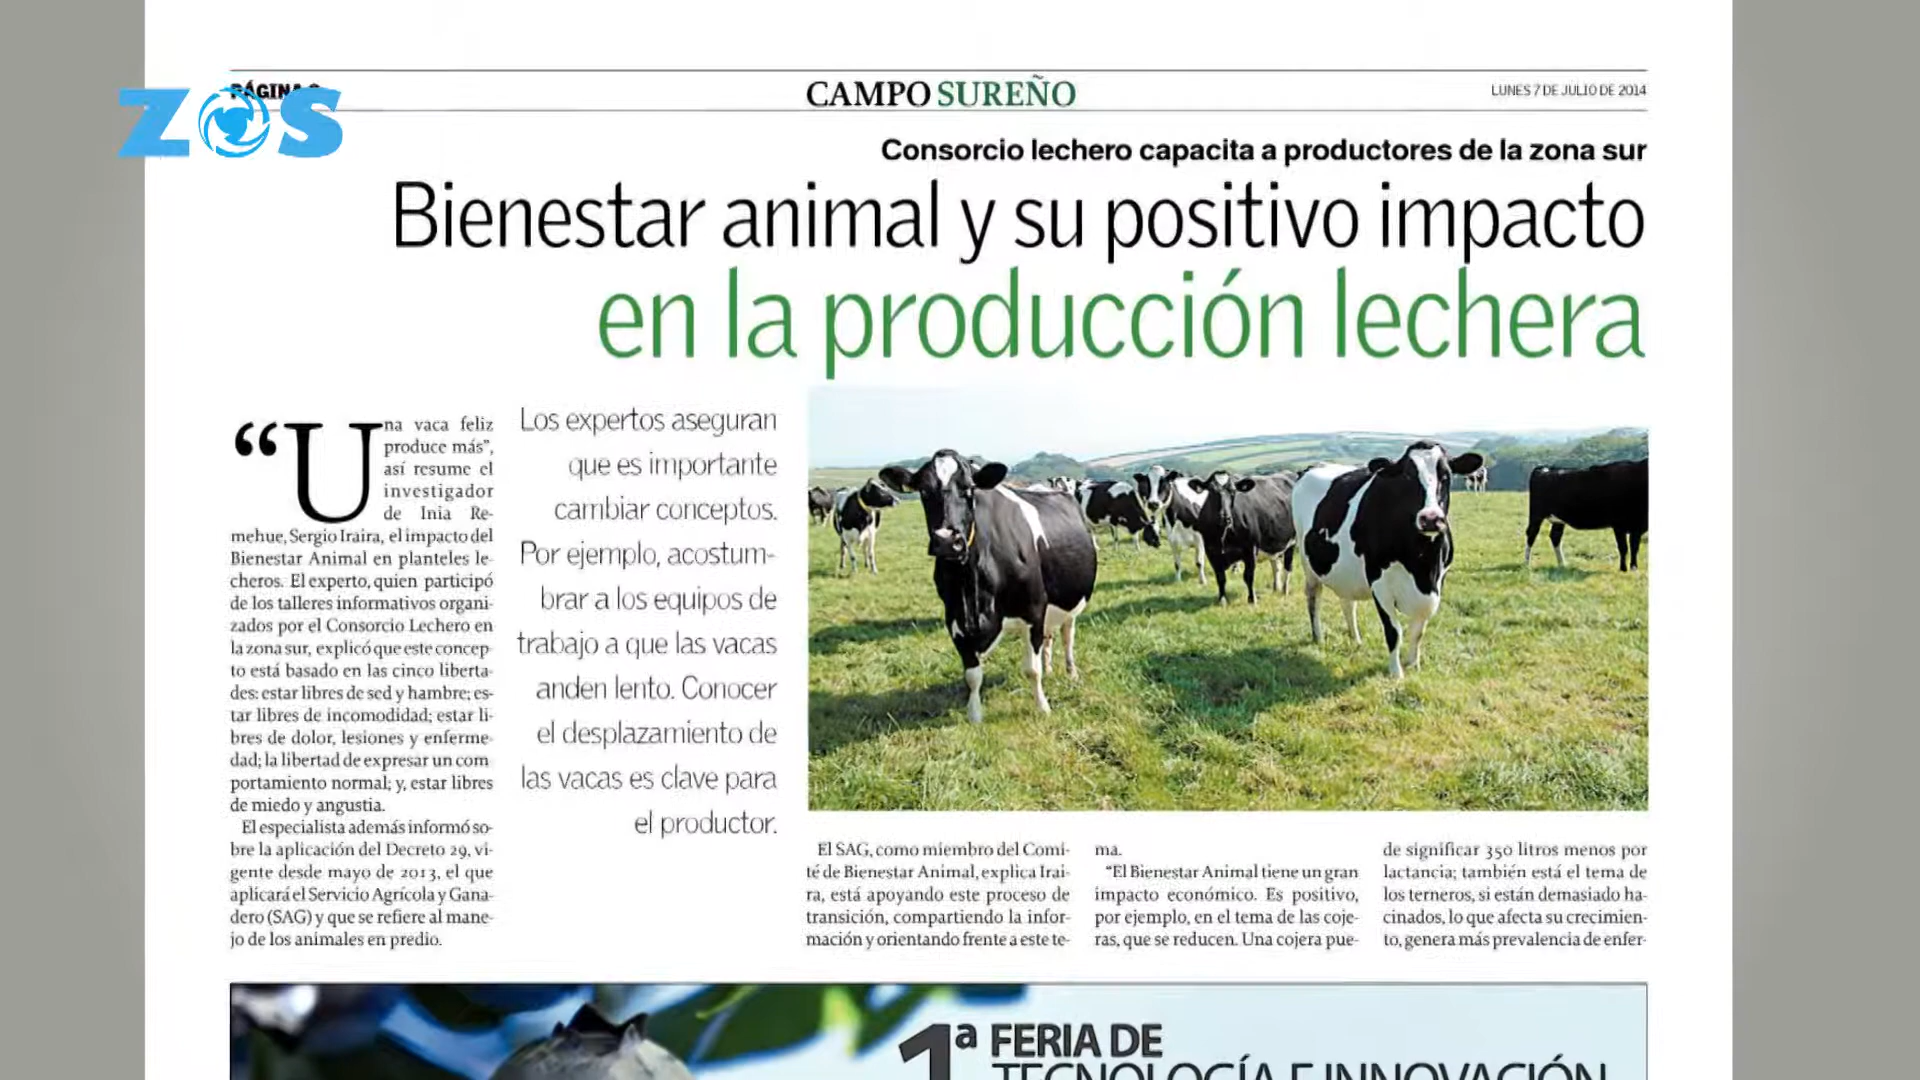 ZOS
CAMPO SUREÑO
LUNES 7 DE JULIO DE 2014
Consorcio lechero capacita a productores de la zona sur
Bienestar animal y su positivo impacto
en la producción lechera
“Una vaca feliz
produce más”,
así resume el
investigador
de Inia Re-
mehue, Sergio Iraira, el impacto del
Bienestar Animal en planteles le-
cheros. El experto, quien participó
de los talleres informativos organi-
zados por el Consorcio Lechero en
la zona sur, explicó que este concep-
to está basado en las cinco liberta-
des: estar libres de sed y hambre; es-
tar libres de incomodidad; estar li-
bres de dolor, lesiones y enferme-
dad; la libertad de expresar un com
portamiento normal; y, estar libres
de miedo y angustia.
El especialista además informó so-
bre la aplicación del Decreto 29, vi-
gente desde mayo de 2013, el que
aplicará el Servicio Agrícola y Gana-
dero (SAG) y que se refiere al mane-
jo de los animales en predio.
Los expertos aseguran
que es importante
cambiar conceptos.
Por ejemplo, acostum-
brar a los equipos de
trabajo a que las vacas
anden lento. Conocer
el desplazamiento de
las vacas es clave para
el productor.
El SAG, como miembro del Comi-
té de Bienestar Animal, explica Irai-
ra, está apoyando este proceso de
transición, compartiendo la infor-
mación y orientando frente a este te-
ma.
“El Bienestar Animal tiene un gran
impacto económico. Es positivo,
por ejemplo, en el tema de las coje-
ras, que se reducen. Una cojera pue-
de significar 350 litros menos por
lactancia; también está el tema de
los terneros, si están demasiado ha-
cinados, lo que afecta su crecimien-
to, genera más prevalencia de enfer-
1ª FERIA DE
TECNOLOGÍA E INNOVACIÓN